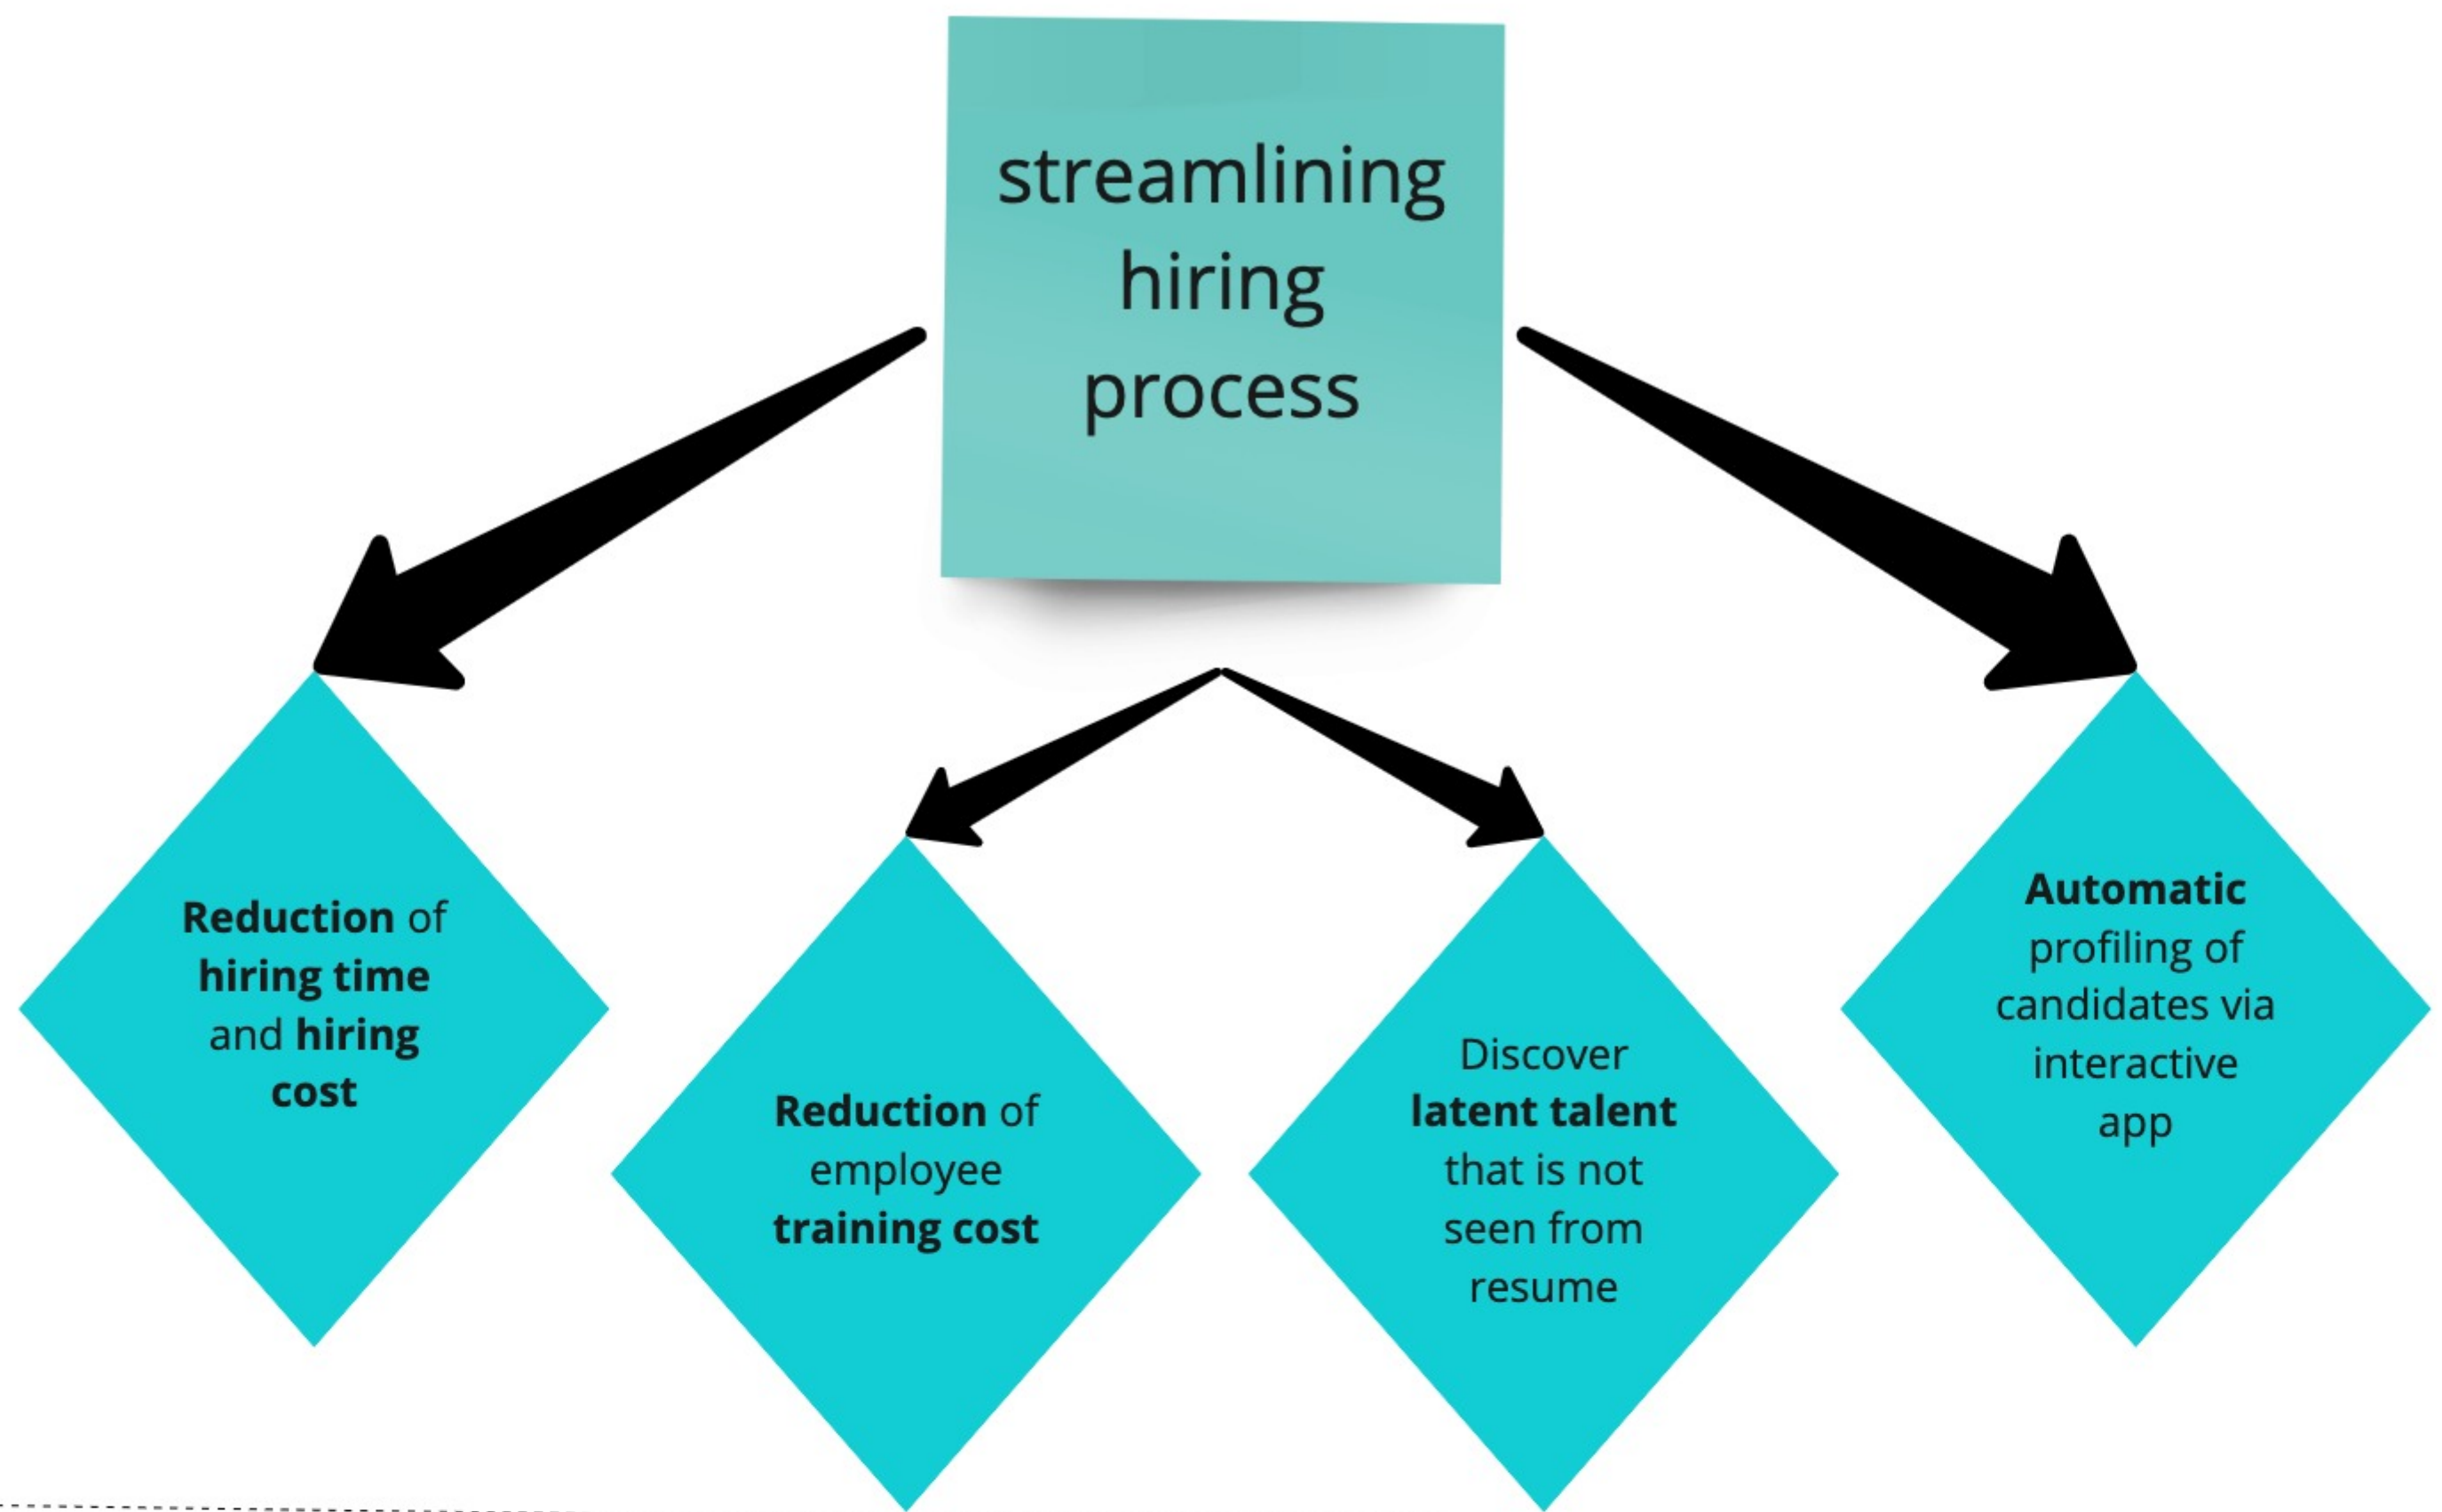 streamlining
hiring
process
Reduction of
hiring time
and hiring
cost
Reduction of
employee
training cost
Discover
latent talent
that is not
seen from
resume
Automatic
profiling of
candidates via
interactive
app